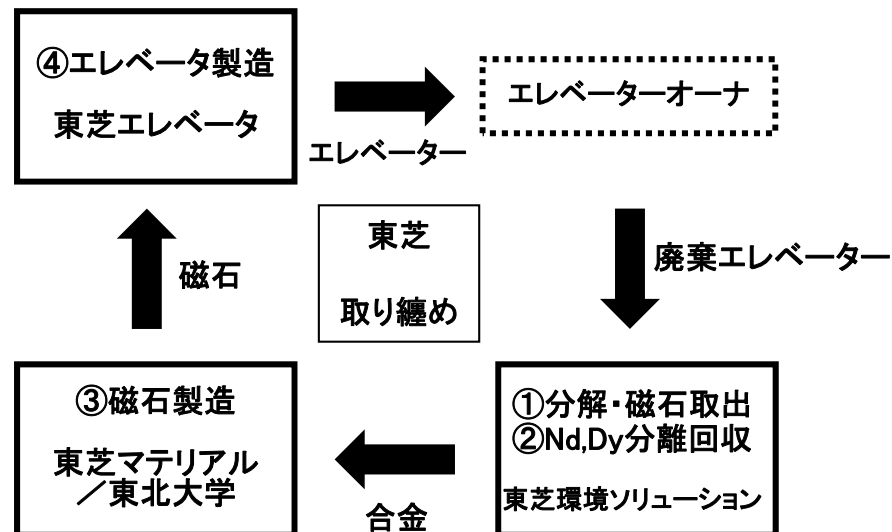 ④エレベータ製造
東芝エレベータ
エレベーター
エレベーターオーナ
廃棄エレベーター
磁石
東芝
取り纏め
③磁石製造
東芝マテリアル
／東北大学
合金
①分解・磁石取出
②Nd,Dy分離回収
東芝環境ソリューション